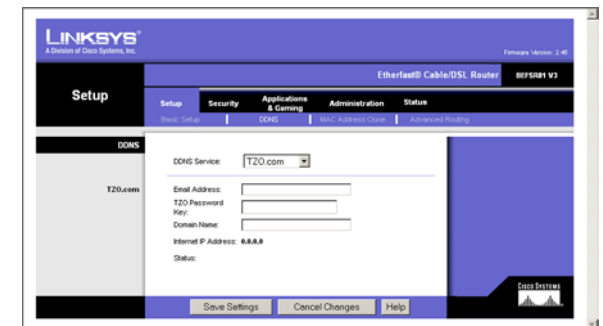 LINKSYS®
A Division of Cisco Systems, Inc.
Firmware Version: 2.45
Etherfast® Cable/DSL Router
BEFSR81 V3
Setup
Setup
Security
Applications & Gaming
Administration
Status
Basic Setup
DDNS
MAC Address Clone
Advanced Routing
DDNS
DDNS Service:
TZO.com
TZO.com
Email Address:
TZO Password
Key:
Domain Name:
Internet IP Address: 0.0.0.0
Status:
CISCO SYSTEMS
Save Settings
Cancel Changes
Help